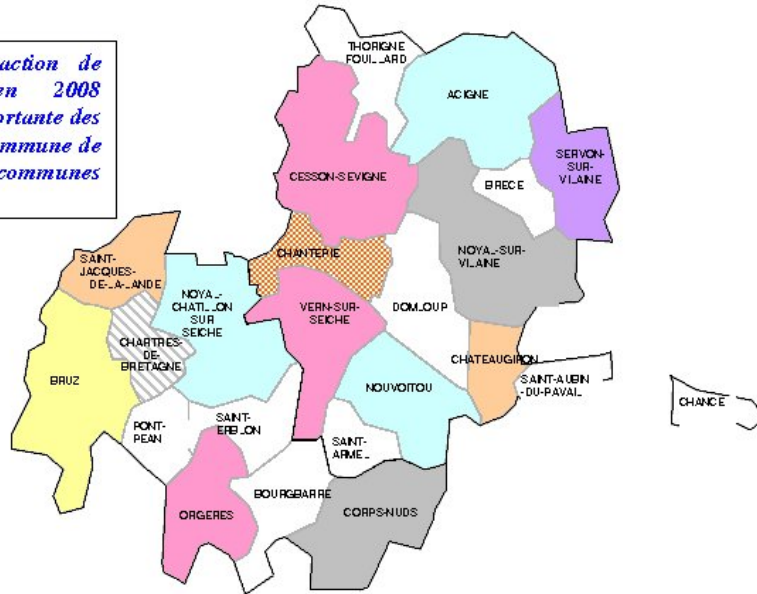 action de
en 2008
ortante des
commune de
communes
THORIGNE
FOUILLARD
ACIGNE
SERVON-
SUR-
VILAINE
CESSON-SEVIGNE
BRECE
CHANTEPIE
NOYAL-SUR-
VILAINE
SAINT-
JACQUES-
DE-LA-LANDE
NOYAL-
CHATILLON
SUR
SEICHE
VERN-SUR-
SEICHE
DOMLOUP
CHARTRES-
DE-
BRETAGNE
CHATEAUGIRON
BRUZ
NOUVOITOU
SAINT-AUBIN
-DU-PAVAIL
CHANCE
PONT-
PEAN
SAINT-
ERBLON
SAINT-
ARMEL
BOURGBARRE
ORGERES
CORPS-NUDS